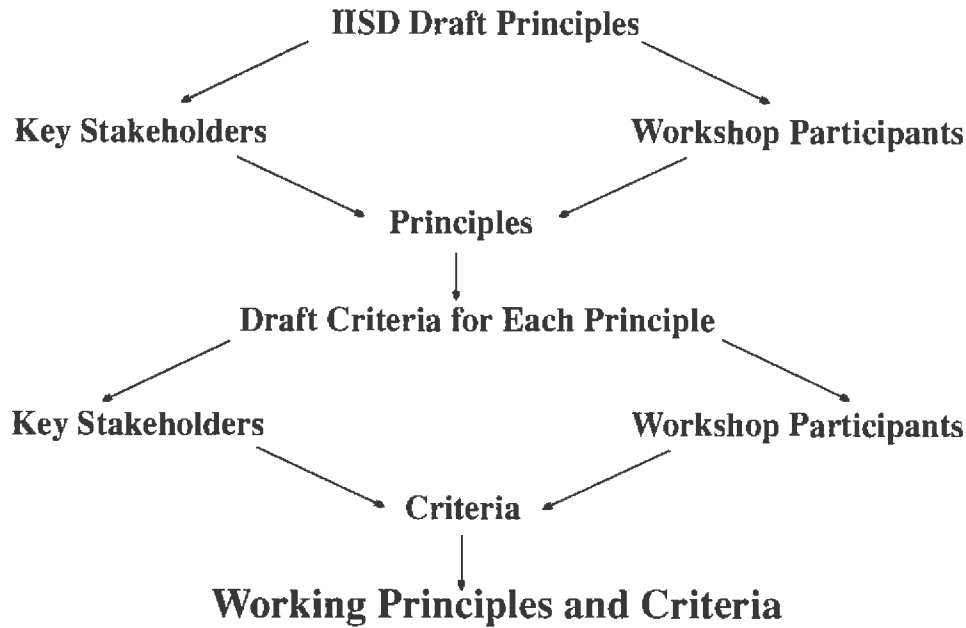 IISD Draft Principles
Key Stakeholders
Workshop Participants
Principles
Draft Criteria for Each Principle
Key Stakeholders
Workshop Participants
Criteria
Working Principles and Criteria